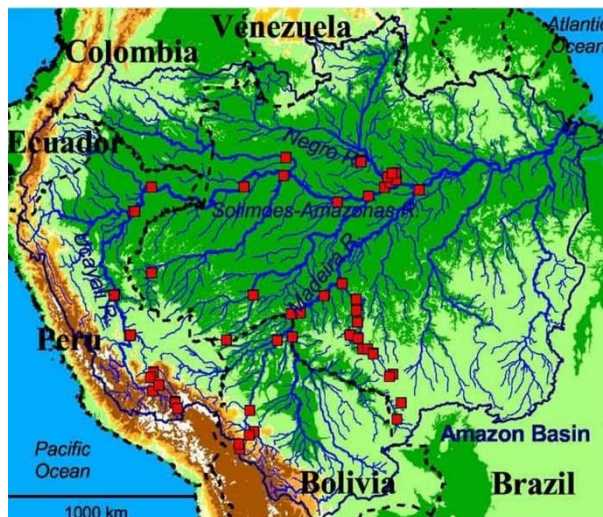 Venezuela
Atlantic
Ocean
Colombia
Ecuador
Negro R.
Solimões-Amazonas R.
Ucayali R.
Madeira R.
Peru
Amazon Basin
Pacific
Ocean
Bolivia
Brazil
1000 km